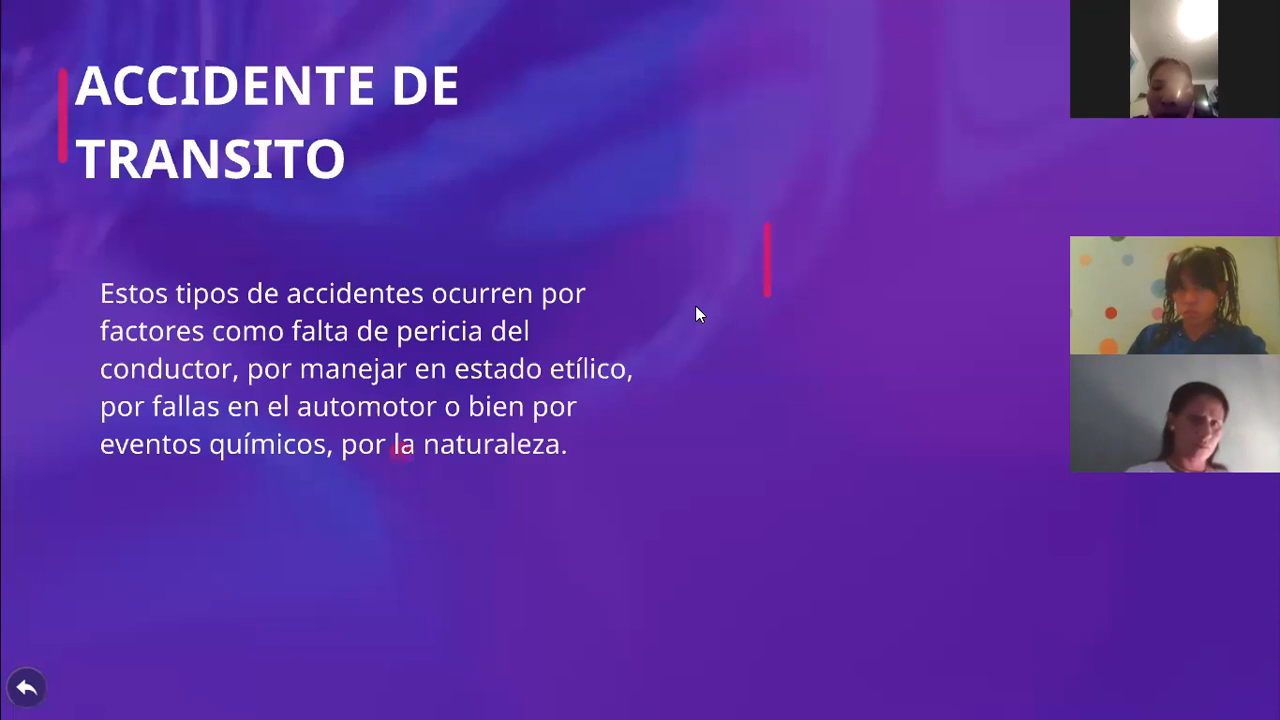 ACCIDENTE DE
TRANSITO
Estos tipos de accidentes ocurren por
factores como falta de pericia del
conductor, por manejar en estado etílico,
por fallas en el automotor o bien por
eventos químicos, por la naturaleza.